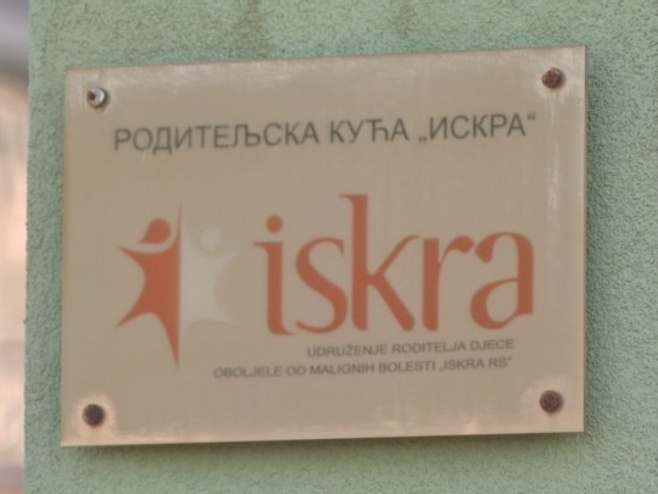 РОДИТЕЉСКА КУЋА „ИСКРА“
iskra
UDRUŽENJE RODITELJA DJECE
OBOLJELE OD MALIGNIH BOLESTI „ISKRA RS“